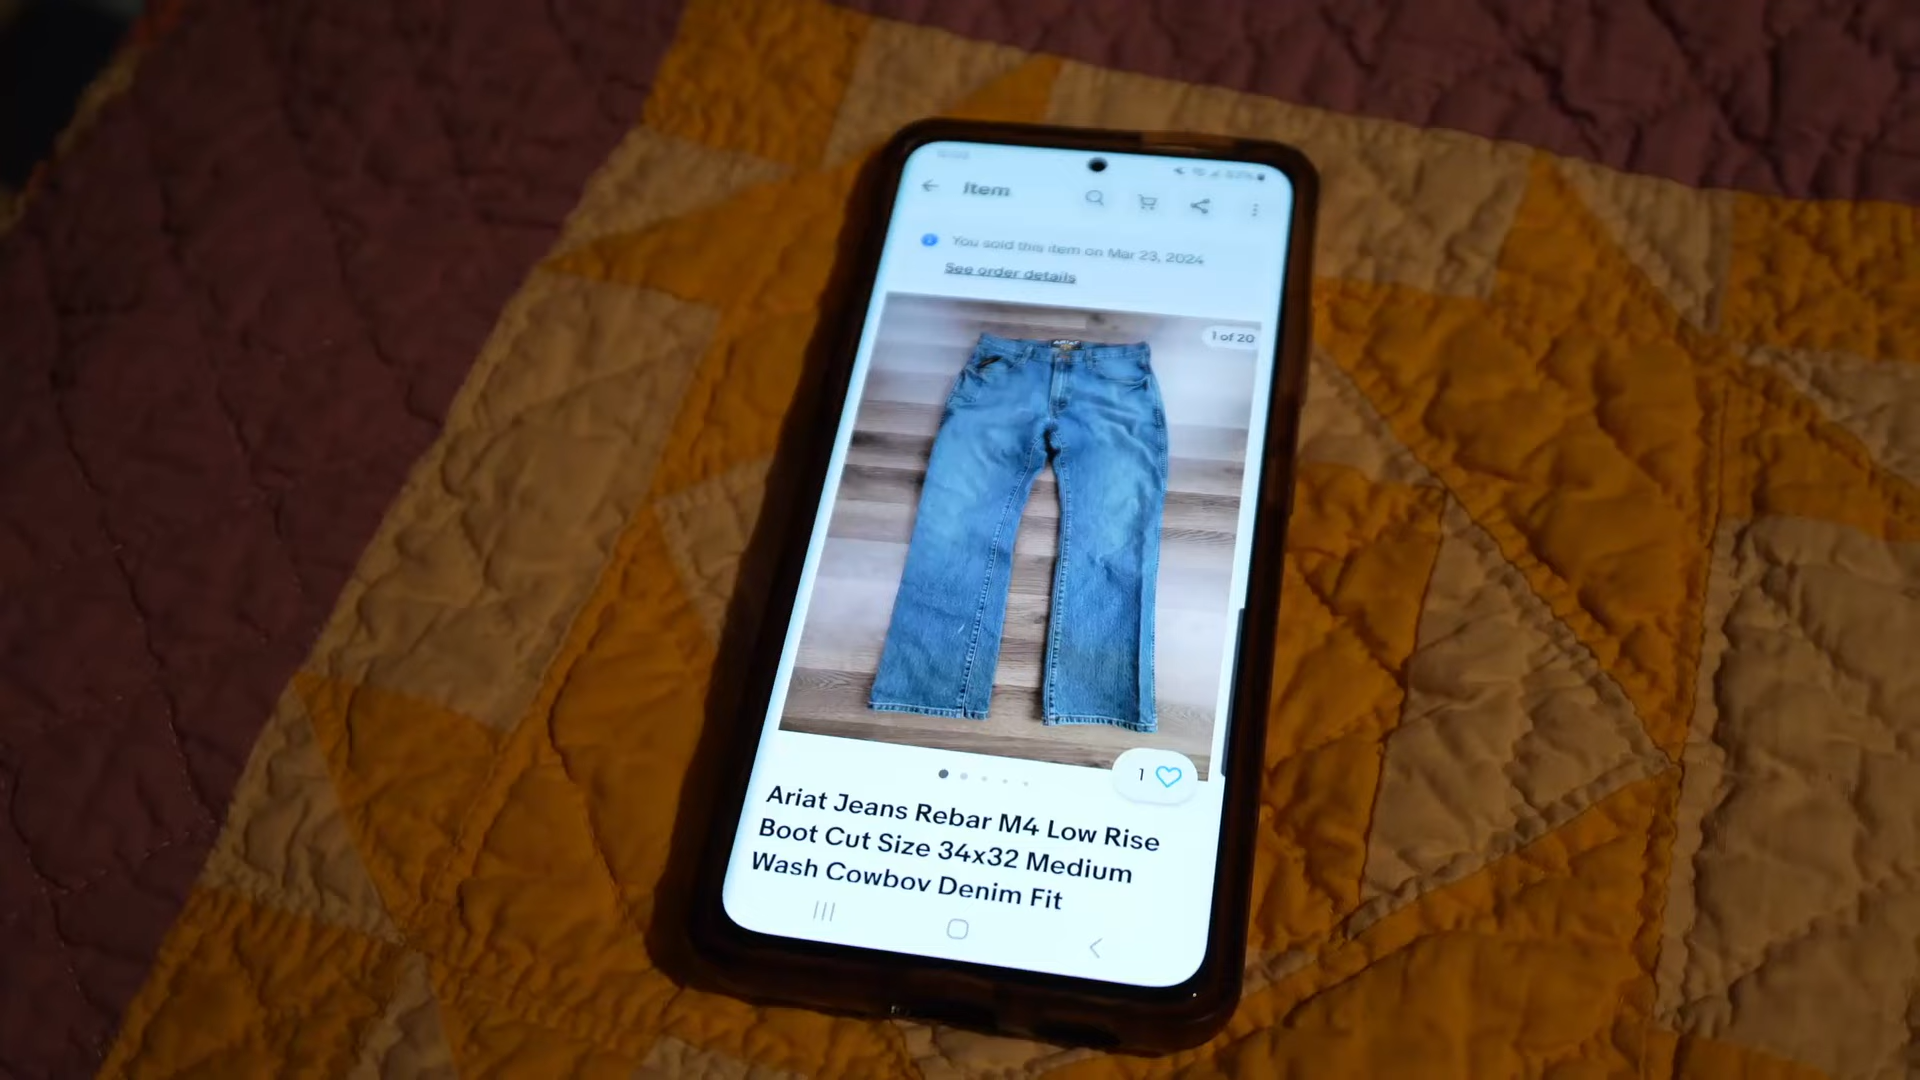 Item
You sold this item on Mar 23, 2024
See order details
ARIAT
1 of 20
1
Ariat Jeans Rebar M4 Low Rise
Boot Cut Size 34x32 Medium
Wash Cowboy Denim Fit